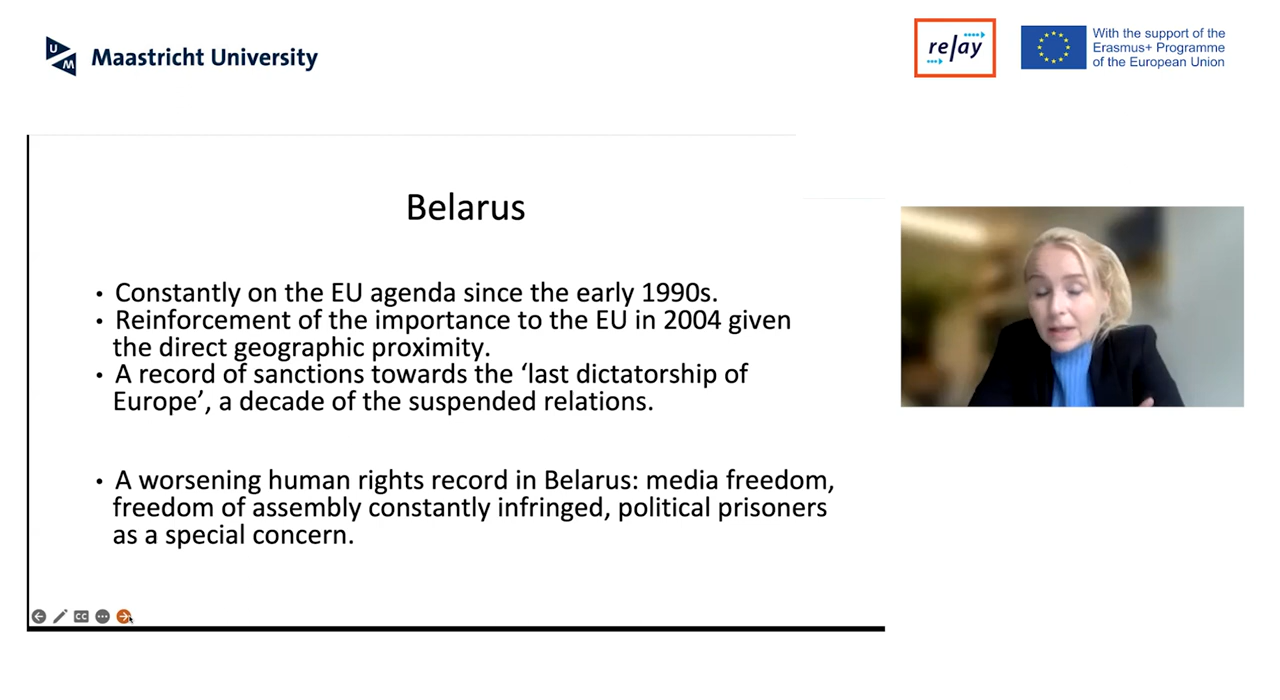 UM Maastricht University
relay
With the support of the
Erasmus+ Programme
of the European Union
Belarus
• Constantly on the EU agenda since the early 1990s.
• Reinforcement of the importance to the EU in 2004 given
the direct geographic proximity.
• A record of sanctions towards the ‘last dictatorship of
Europe’, a decade of the suspended relations.
• A worsening human rights record in Belarus: media freedom,
freedom of assembly constantly infringed, political prisoners
as a special concern.
CC